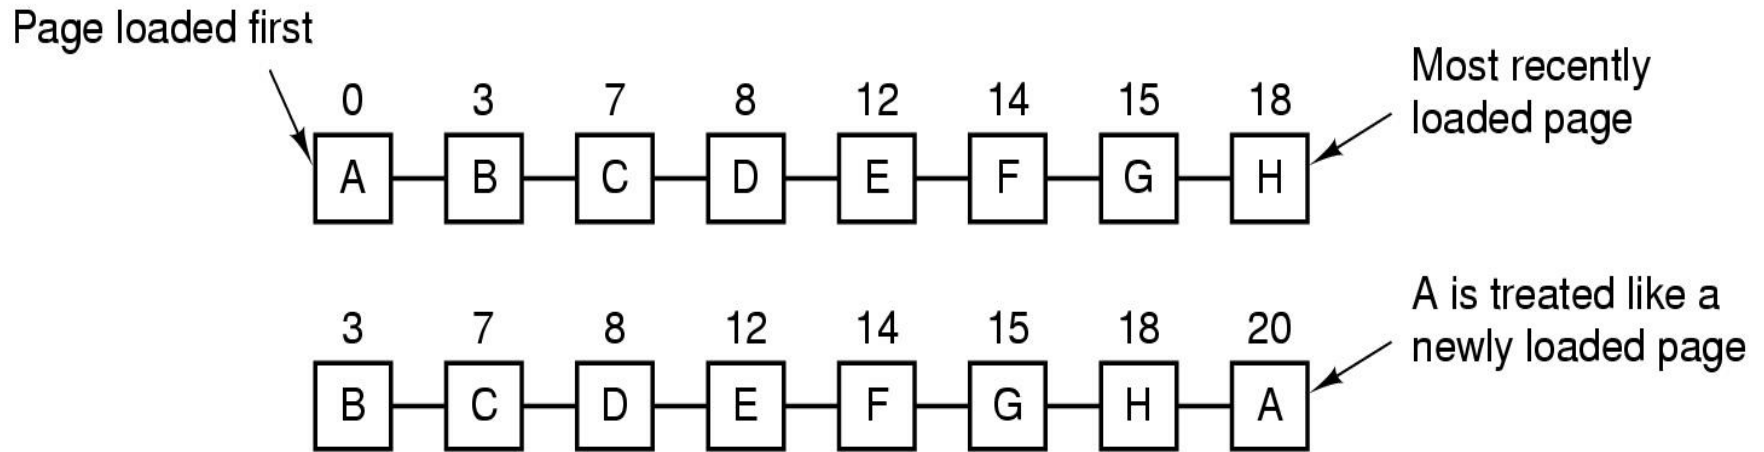 Page loaded first
Most recently
loaded page
0 3 7 8 12 14 15 18
A B C D E F G H
A is treated like a
newly loaded page
3 7 8 12 14 15 18 20
B C D E F G H A